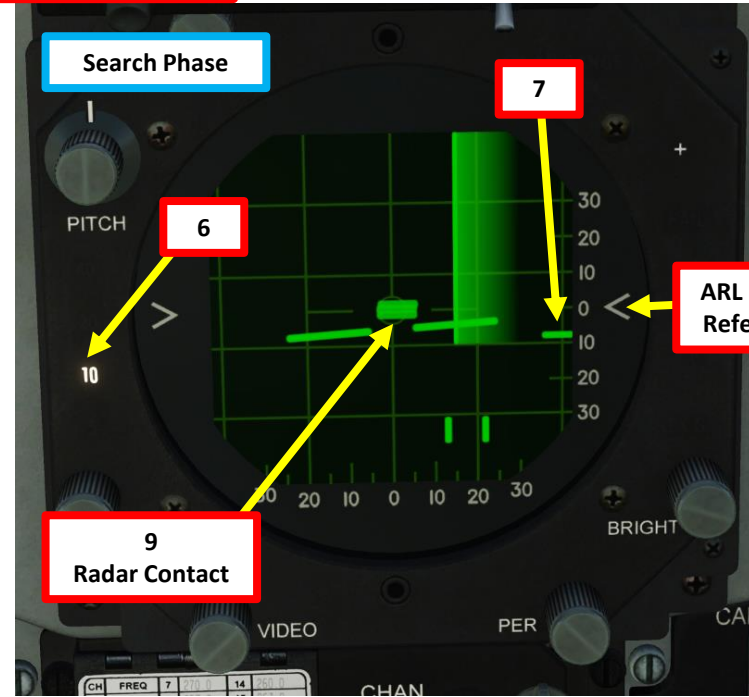 Search Phase
7
PITCH
6
30
20
10
0
10
20
30
ARL
Refe
10
20 10 0 10 20 30
9
Radar Contact
BRIGHT
VIDEO
PER
CHAN
CH FREQ 7 270 0 14 260 0